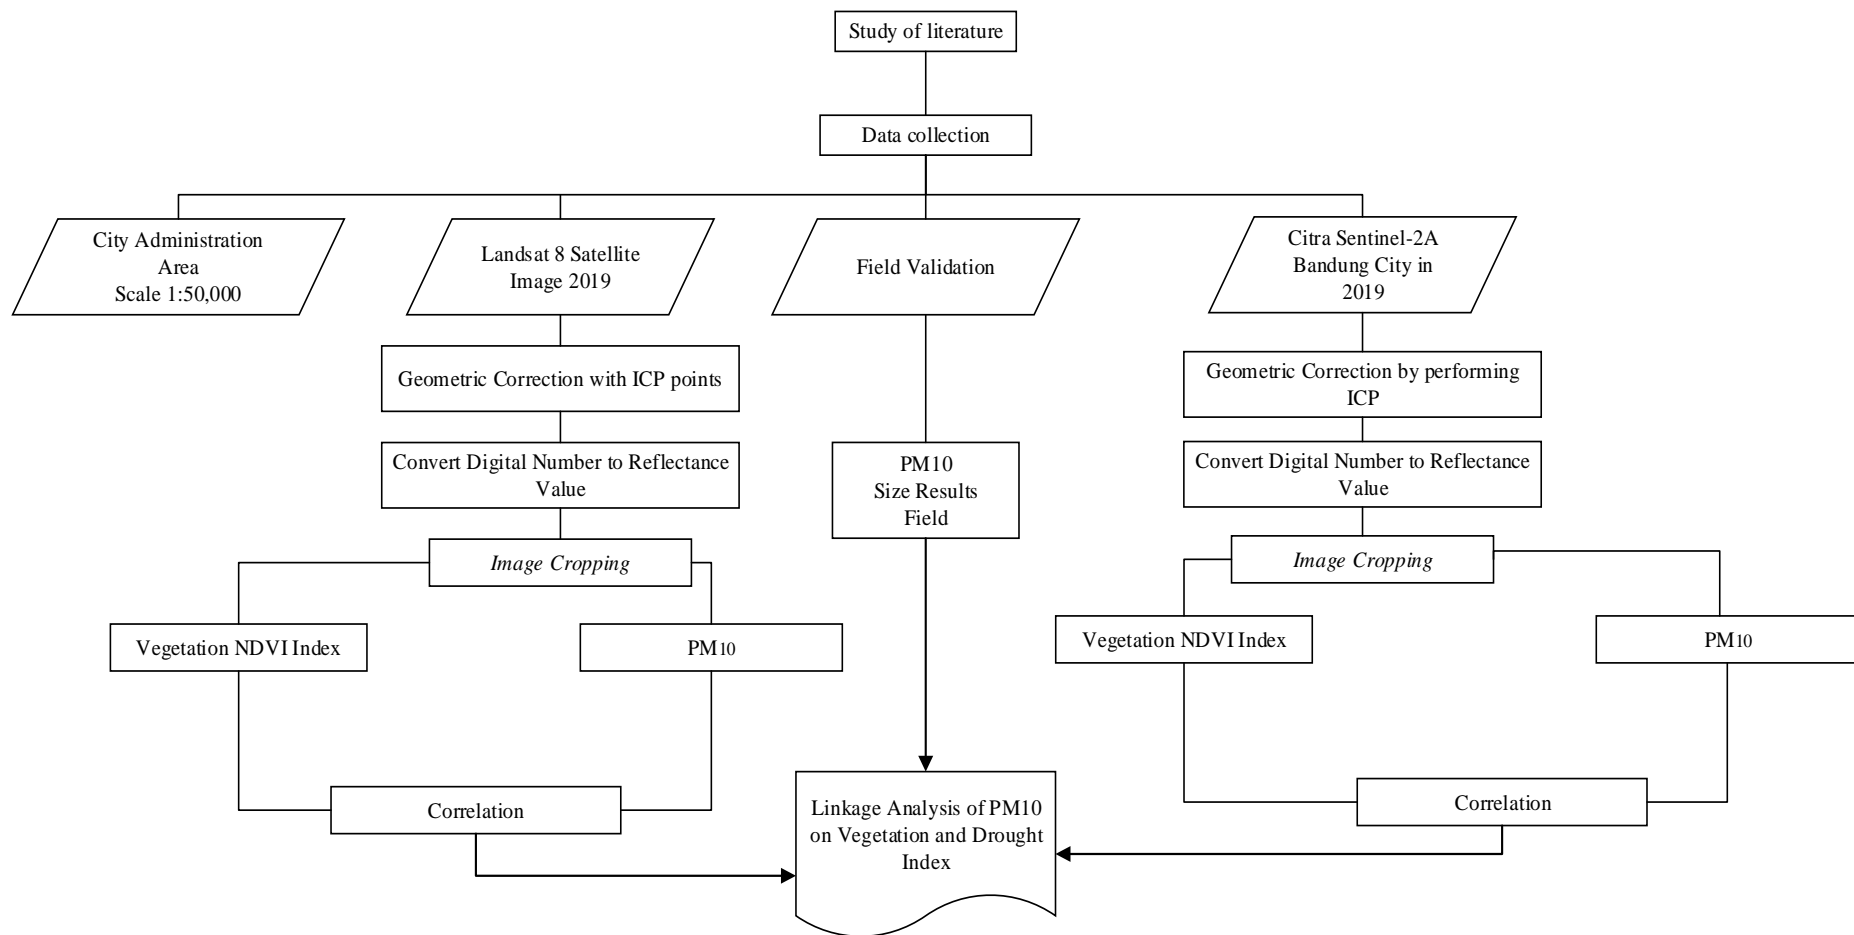 Study of literature
Data collection
City Administration
Area
Scale 1:50,000
Landsat 8 Satellite
Image 2019
Field Validation
Citra Sentinel-2A
Bandung City in
2019
Geometric Correction with ICP points
Geometric Correction by performing
ICP
Convert Digital Number to Reflectance
Value
PM10
Size Results
Field
Convert Digital Number to Reflectance
Value
Image Cropping
Image Cropping
Vegetation NDVI Index
PM10
Vegetation NDVI Index
PM10
Correlation
Linkage Analysis of PM10
on Vegetation and Drought
Index
Correlation